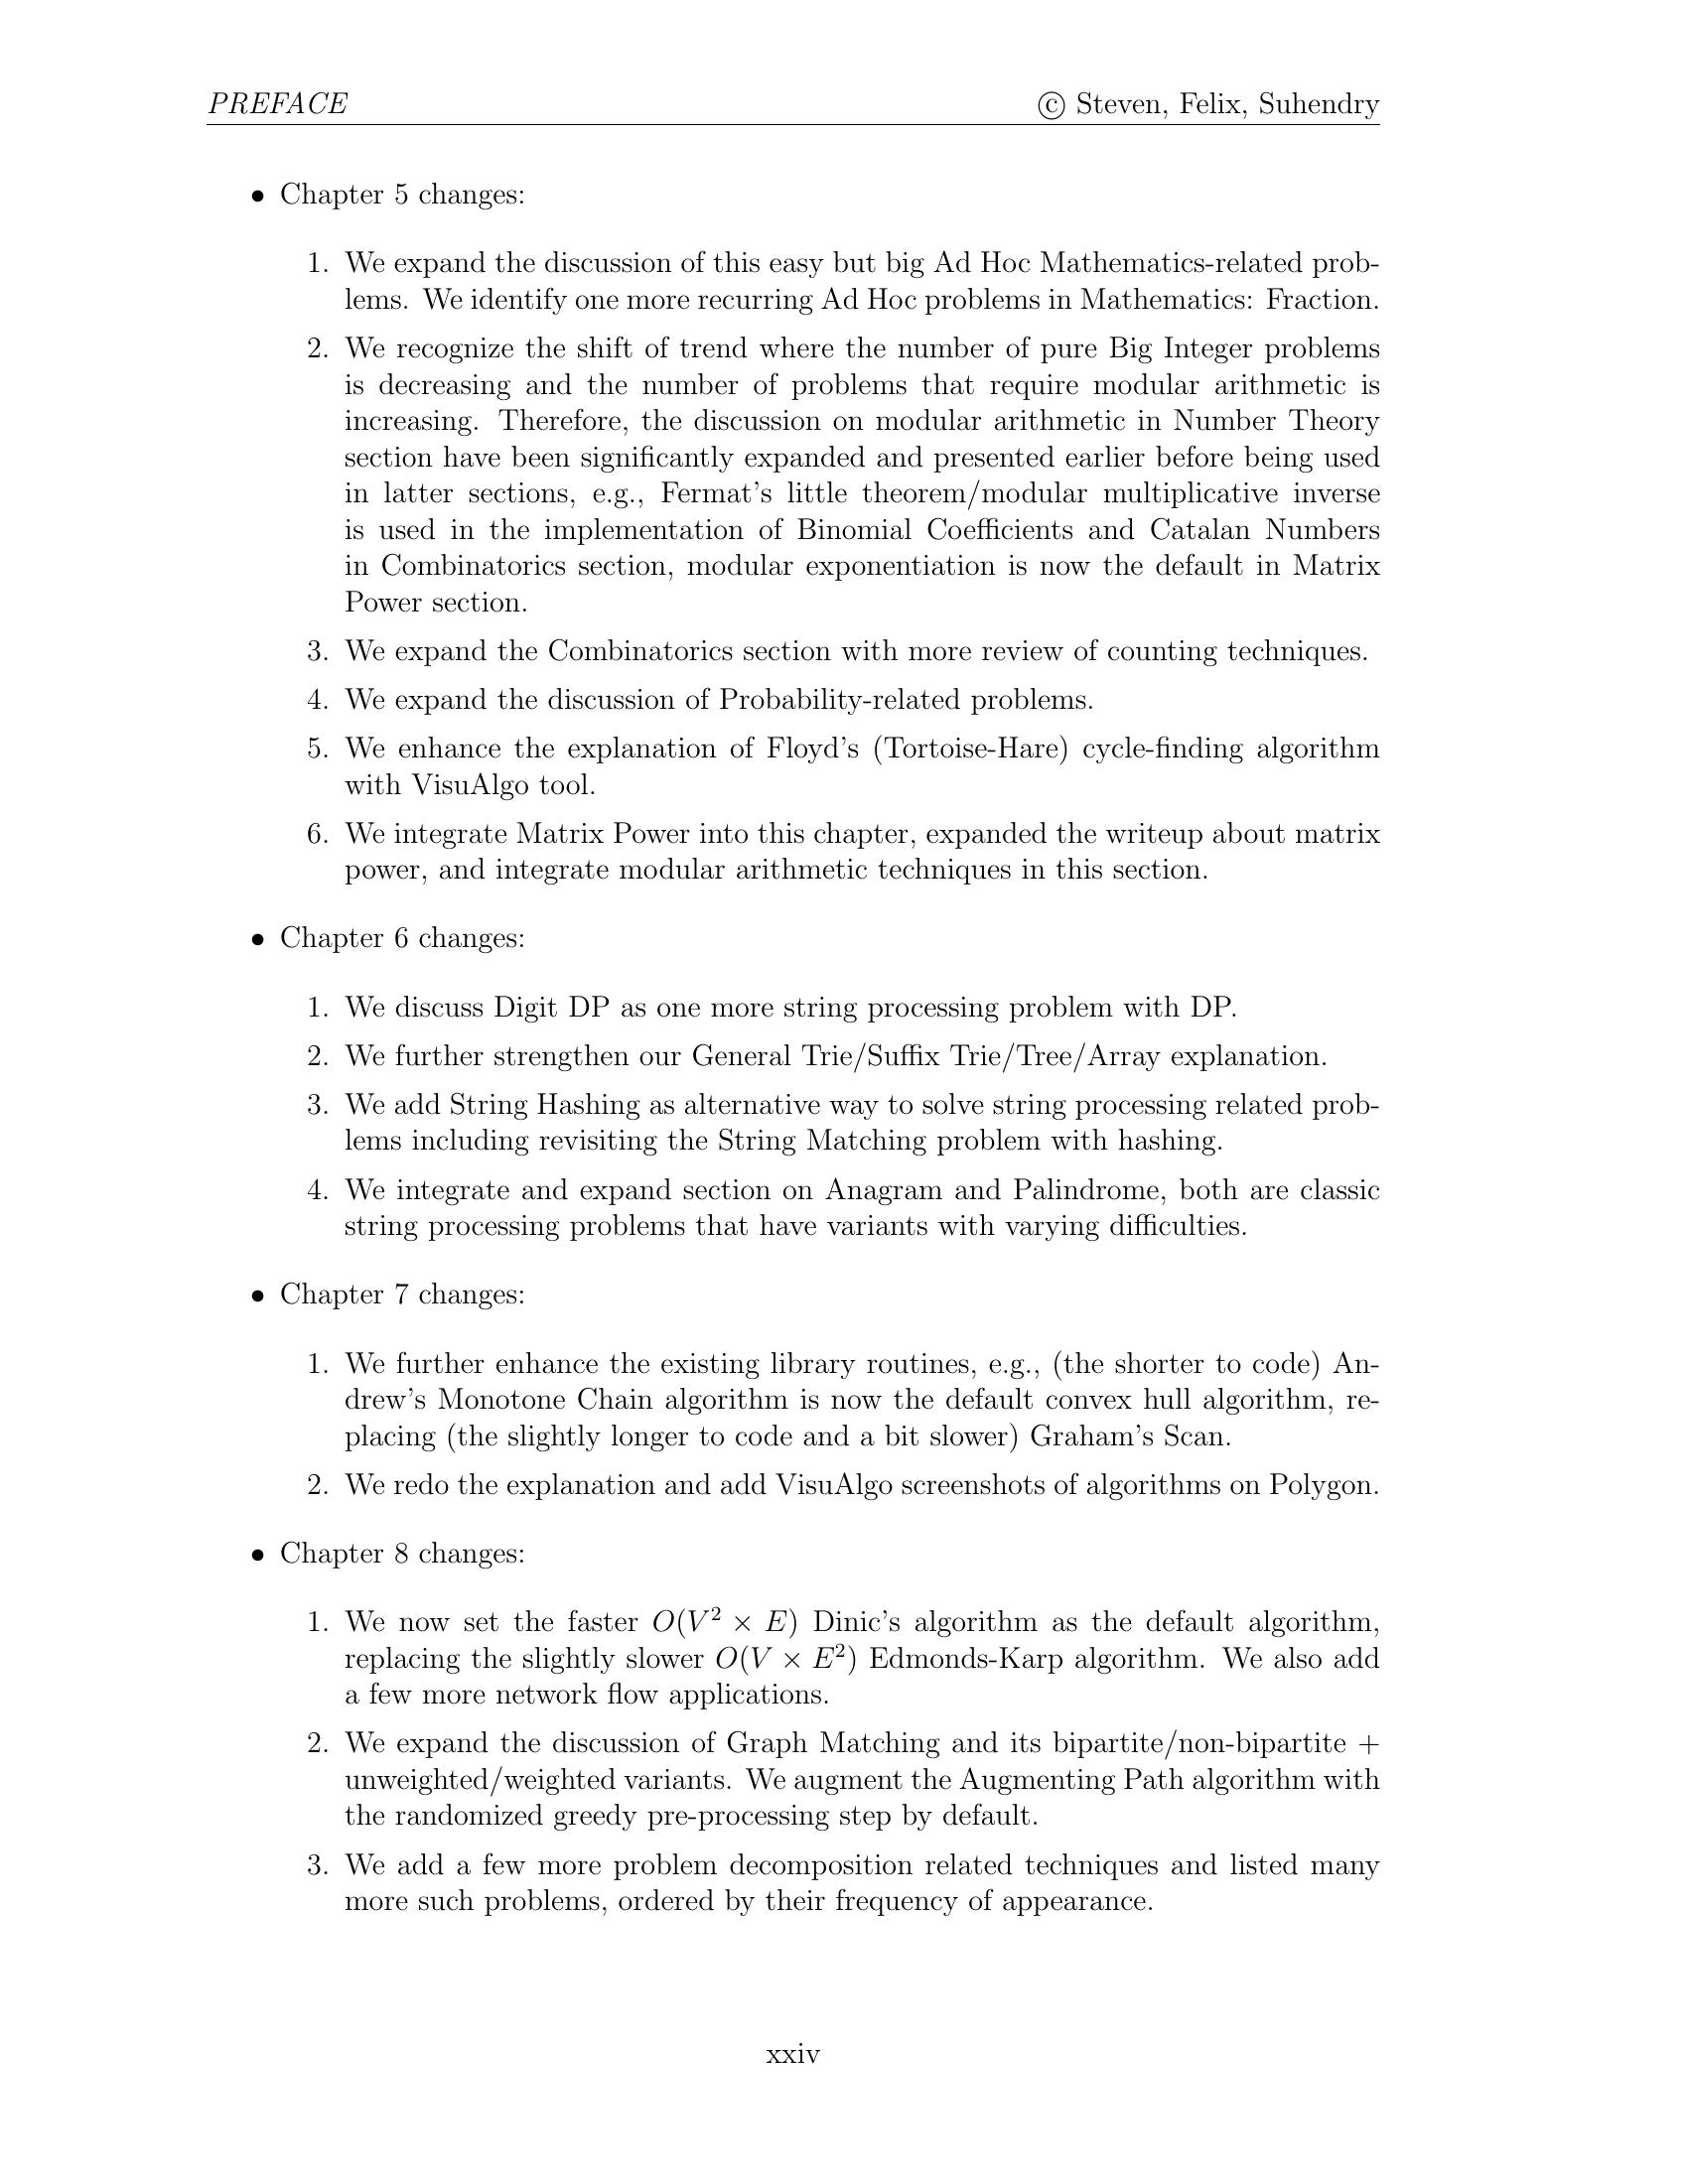 PREFACE © Steven, Felix, Suhendry
• Chapter 5 changes:
1. We expand the discussion of this easy but big Ad Hoc Mathematics-related prob-
lems. We identify one more recurring Ad Hoc problems in Mathematics: Fraction.
2. We recognize the shift of trend where the number of pure Big Integer problems
is decreasing and the number of problems that require modular arithmetic is
increasing. Therefore, the discussion on modular arithmetic in Number Theory
section have been significantly expanded and presented earlier before being used
in latter sections, e.g., Fermat's little theorem/modular multiplicative inverse
is used in the implementation of Binomial Coefficients and Catalan Numbers
in Combinatorics section, modular exponentiation is now the default in Matrix
Power section.
3. We expand the Combinatorics section with more review of counting techniques.
4. We expand the discussion of Probability-related problems.
5. We enhance the explanation of Floyd's (Tortoise-Hare) cycle-finding algorithm
with VisuAlgo tool.
6. We integrate Matrix Power into this chapter, expanded the writeup about matrix
power, and integrate modular arithmetic techniques in this section.
• Chapter 6 changes:
1. We discuss Digit DP as one more string processing problem with DP.
2. We further strengthen our General Trie/Suffix Trie/Tree/Array explanation.
3. We add String Hashing as alternative way to solve string processing related prob-
lems including revisiting the String Matching problem with hashing.
4. We integrate and expand section on Anagram and Palindrome, both are classic
string processing problems that have variants with varying difficulties.
• Chapter 7 changes:
1. We further enhance the existing library routines, e.g., (the shorter to code) An-
drew's Monotone Chain algorithm is now the default convex hull algorithm, re-
placing (the slightly longer to code and a bit slower) Graham's Scan.
2. We redo the explanation and add VisuAlgo screenshots of algorithms on Polygon.
• Chapter 8 changes:
1. We now set the faster O(V² × E) Dinic's algorithm as the default algorithm,
replacing the slightly slower O(V × E²) Edmonds-Karp algorithm. We also add
a few more network flow applications.
2. We expand the discussion of Graph Matching and its bipartite/non-bipartite +
unweighted/weighted variants. We augment the Augmenting Path algorithm with
the randomized greedy pre-processing step by default.
3. We add a few more problem decomposition related techniques and listed many
more such problems, ordered by their frequency of appearance.
xxiv